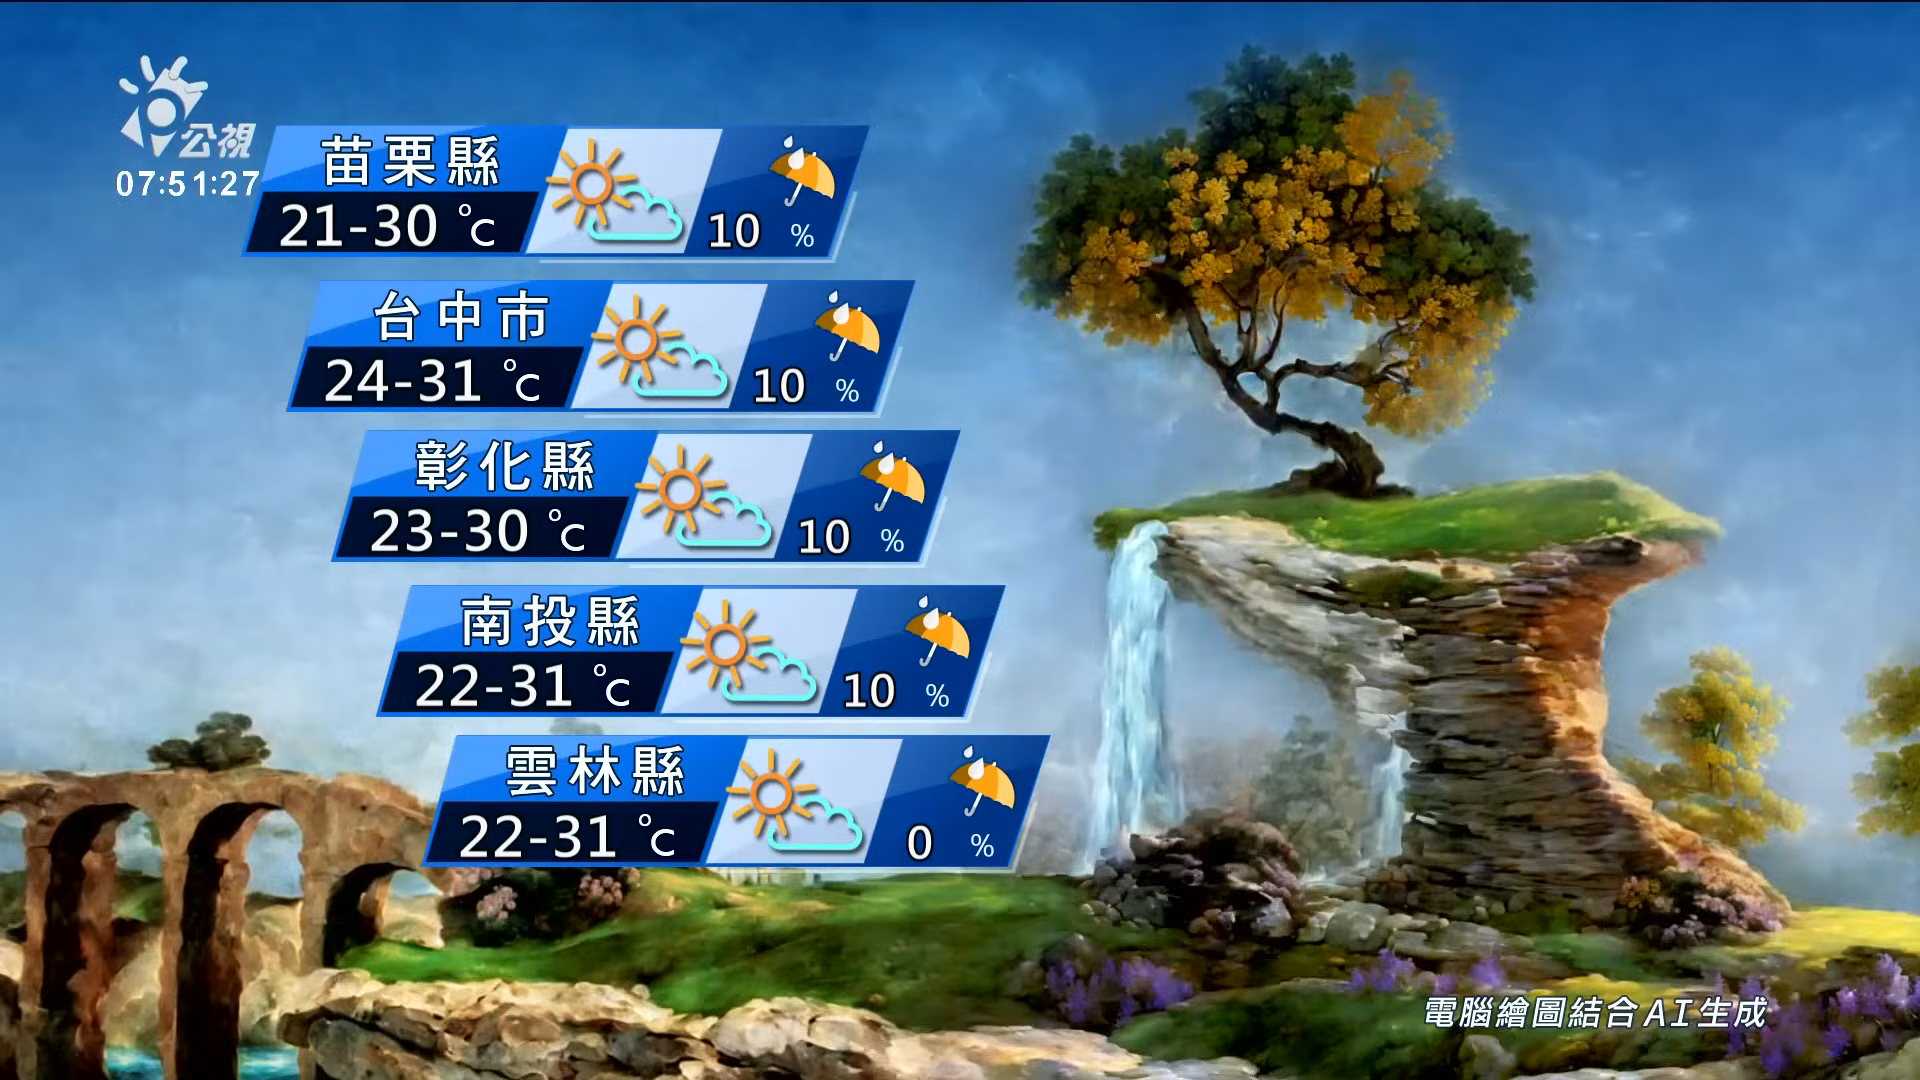 公視
07:51:27
苗栗縣
21-30 °C
10 %
台中市
24-31 °C
10 %
彰化縣
23-30 °C
10 %
南投縣
22-31 °C
10 %
雲林縣
22-31 °C
0 %
電腦繪圖結合AI生成